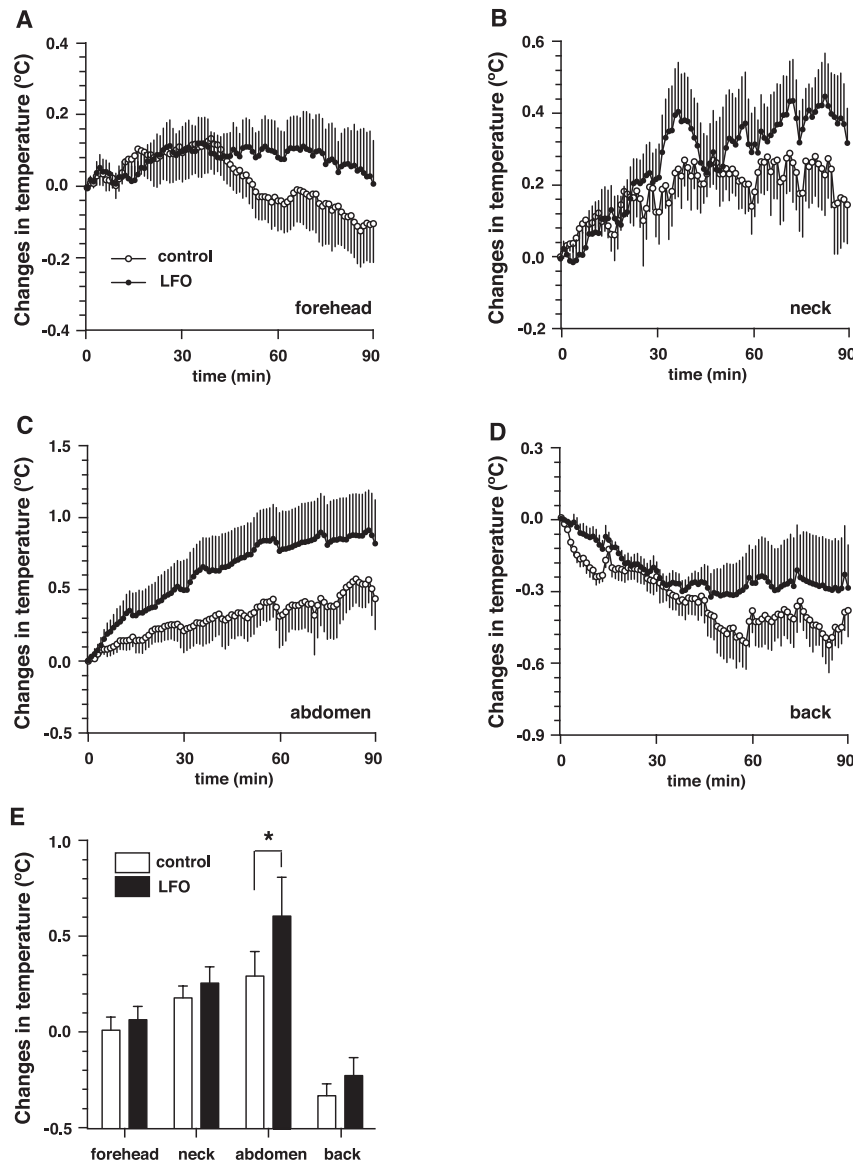 A
Changes in temperature (ºC)
0.4
0.2
0.0
-0.2
-0.4
control
LFO
forehead
0 30 60 90
time (min)
B
Changes in temperature (ºC)
0.6
0.4
0.2
0.0
-0.2
neck
0 30 60 90
time (min)
C
Changes in temperature (ºC)
1.5
1.0
0.5
0.0
-0.5
abdomen
0 30 60 90
time (min)
D
Changes in temperature (ºC)
0.3
0.0
-0.3
-0.6
-0.9
back
0 30 60 90
time (min)
E
Changes in temperature (ºC)
1.0
0.5
0.0
-0.5
control
LFO
*
forehead neck abdomen back